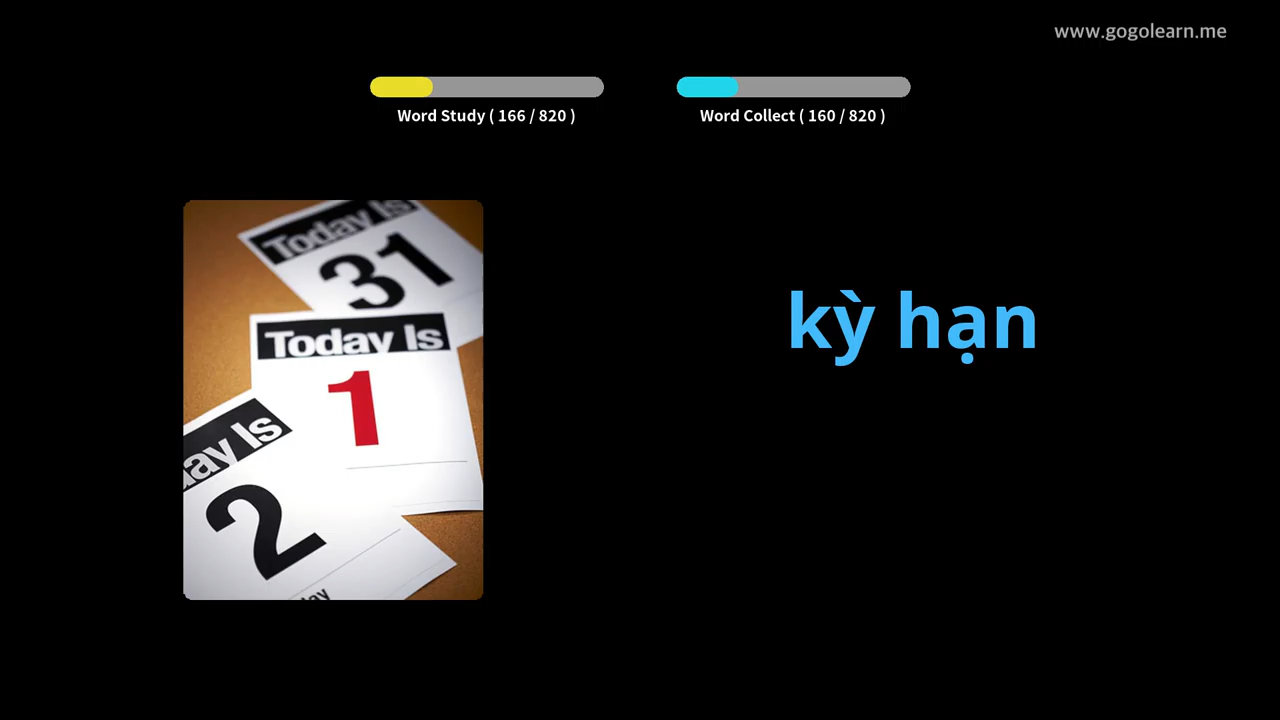 www.gogolearn.me
Word Study ( 166 / 820 )
Word Collect ( 160 / 820 )
Today Is
31
Today Is
1
ay Is
2
kỳ hạn